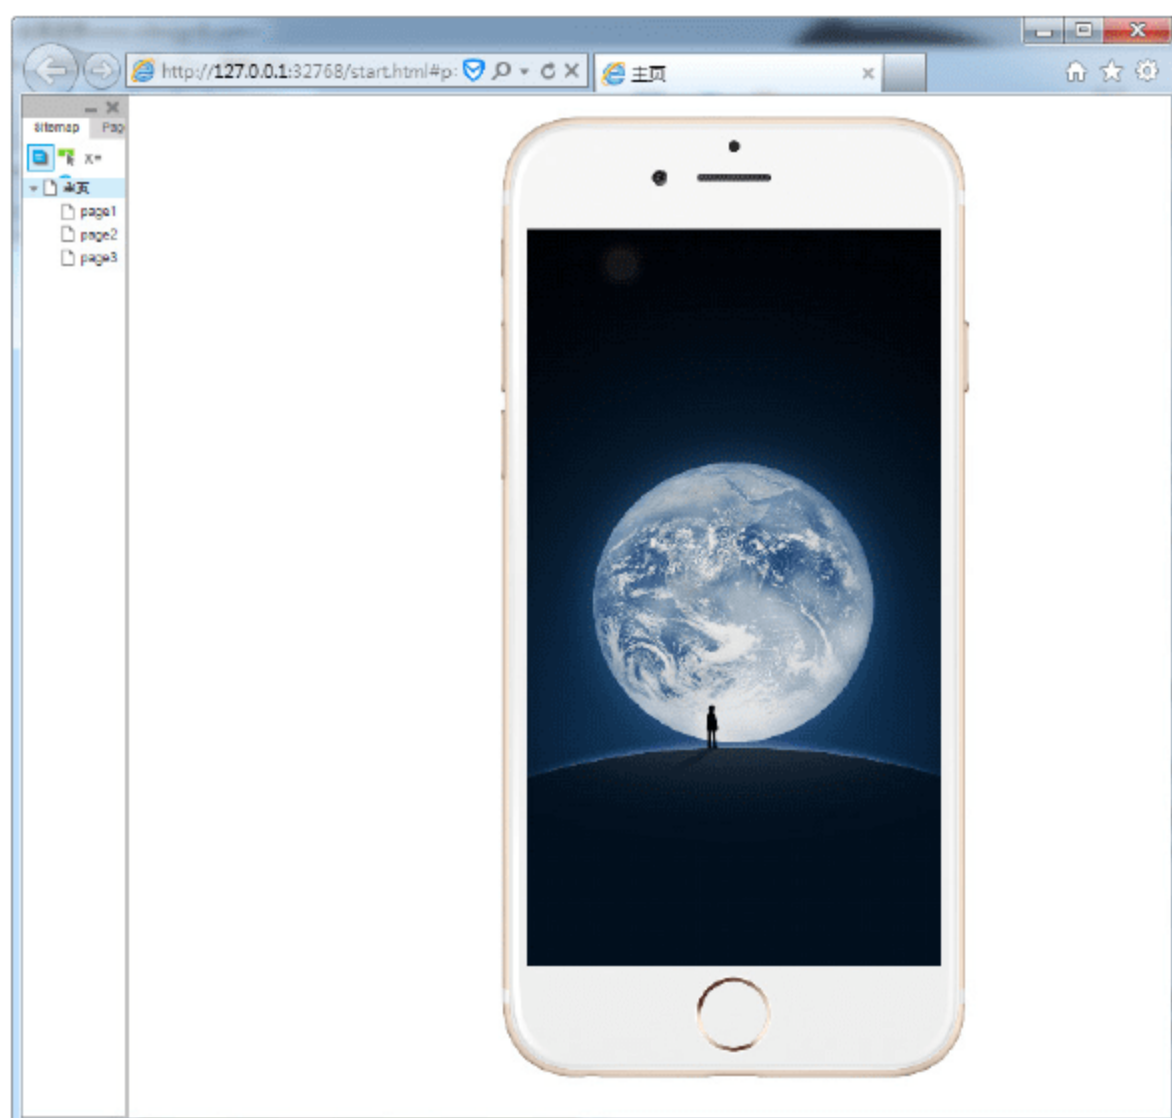 http://127.0.0.1:32768/start.html#p:
主页
Sitemap Pag
x=
主页
page1
page2
page3